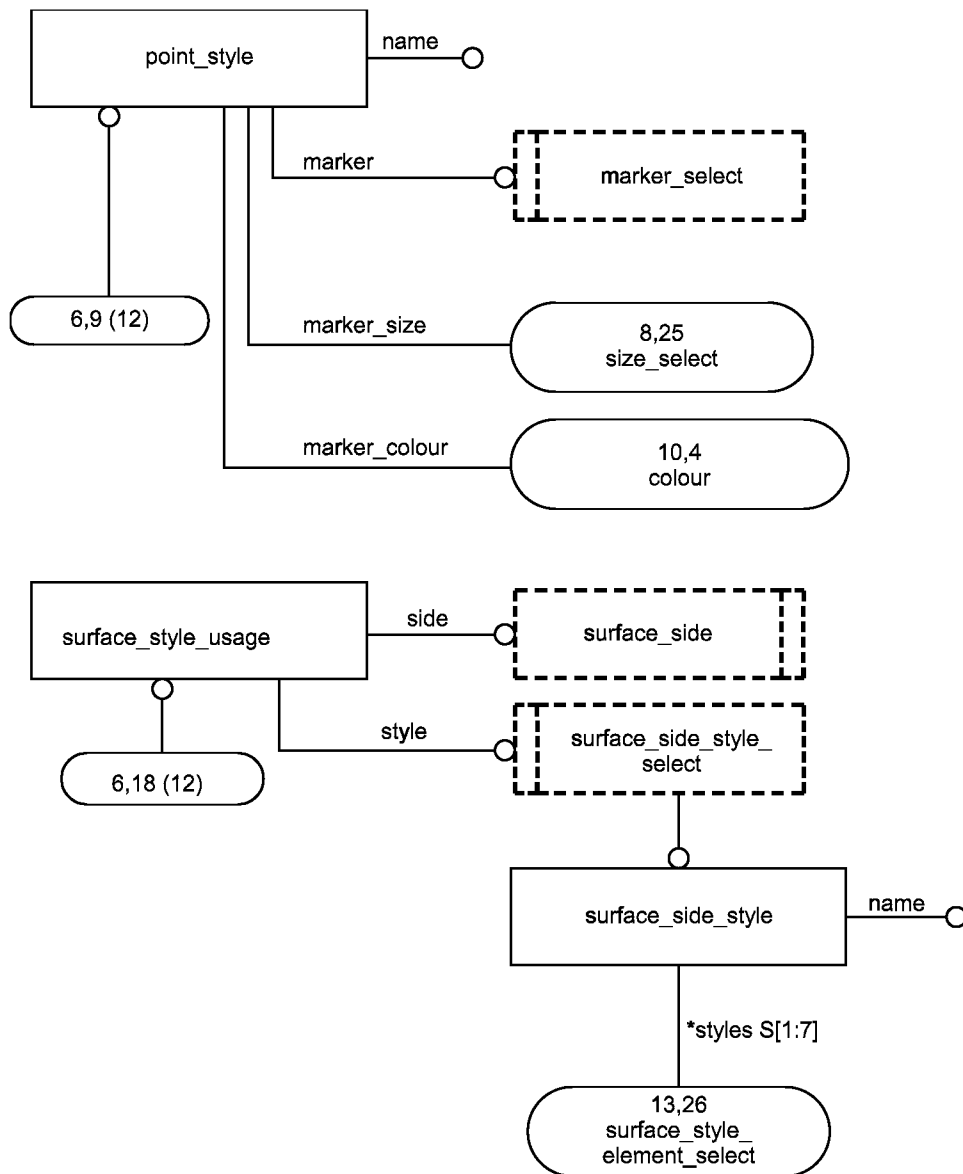 point_style
name
marker
marker_select
6,9 (12)
marker_size
8,25
size_select
marker_colour
10,4
colour
surface_style_usage
side
surface_side
style
surface_side_style_
select
6,18 (12)
surface_side_style
name
*styles S[1:7]
13,26
surface_style_
element_select